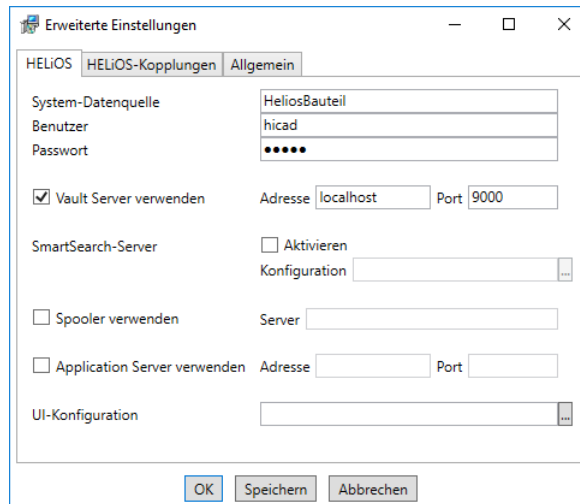 Erweiterte Einstellungen
HELiOS HELiOS-Kopplungen Allgemein
System-Datenquelle HeliosBauteil
Benutzer hicad
Passwort ●●●●●
Vault Server verwenden Adresse localhost Port 9000
SmartSearch-Server Aktivieren
Konfiguration ...
Spooler verwenden Server
Application Server verwenden Adresse Port
UI-Konfiguration ...
OK Speichern Abbrechen